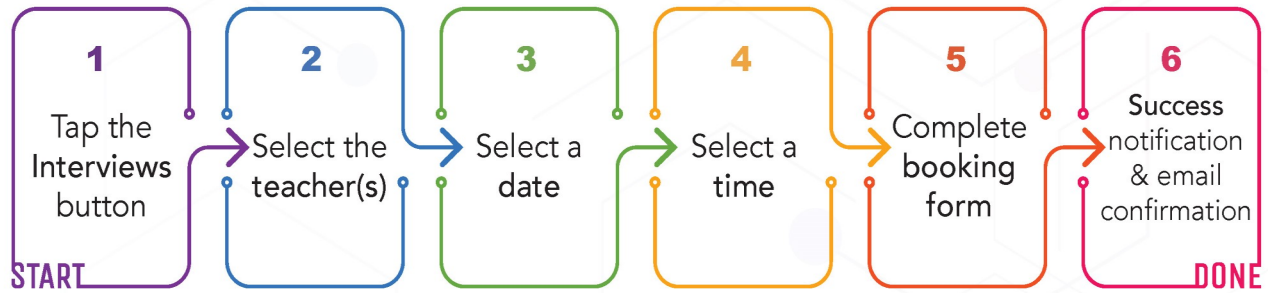 1
Tap the
Interviews
button
START
2
Select the
teacher(s)
3
Select a
date
4
Select a
time
5
Complete
booking
form
6
Success
notification
& email
confirmation
DONE